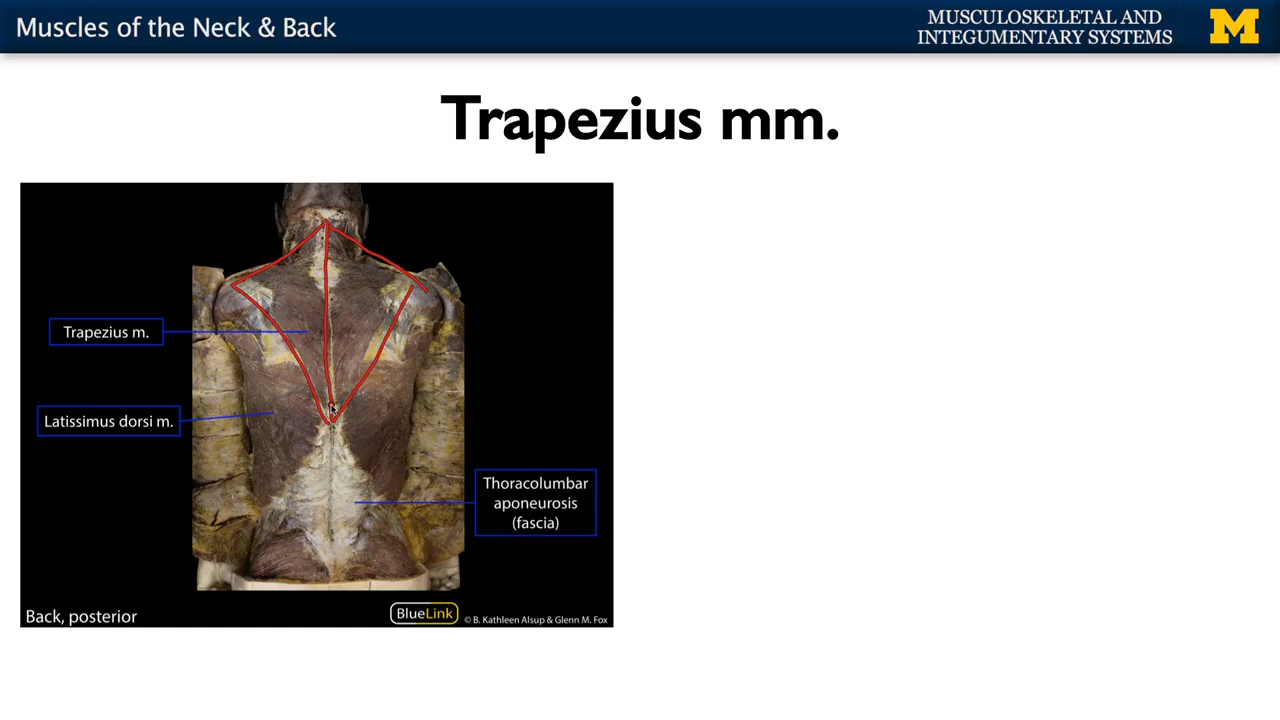 Muscles of the Neck & Back
MUSCULOSKELETAL AND
INTEGUMENTARY SYSTEMS
M
Trapezius mm.
Trapezius m.
Latissimus dorsi m.
Thoracolumbar
aponeurosis
(fascia)
Back, posterior
BlueLink
© B. Kathleen Alsup & Glenn M. Fox